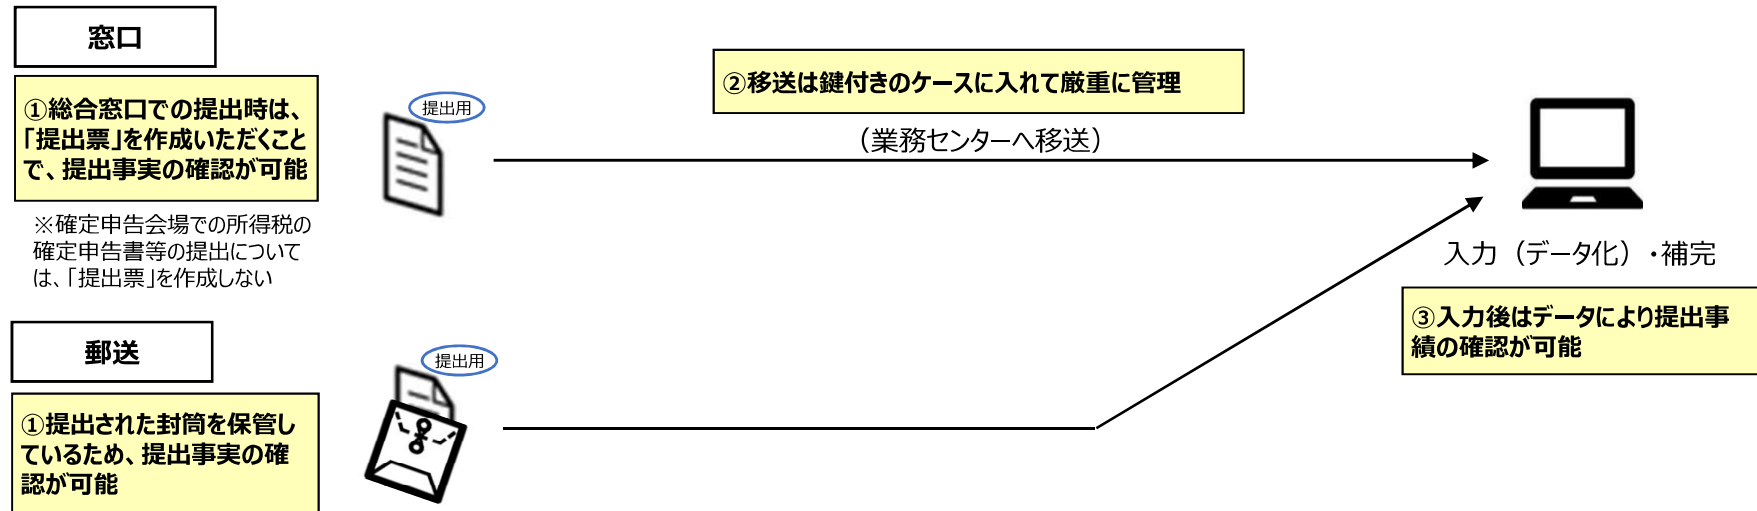 窓口
①総合窓口での提出時は、
「提出票」を作成いただくこと
で、提出事実の確認が可能
※確定申告会場での所得税の
確定申告書等の提出について
は、「提出票」を作成しない
提出用
②移送は鍵付きのケースに入れて厳重に管理
（業務センターへ移送）
入力（データ化）・補完
③入力後はデータにより提出事
績の確認が可能
郵送
①提出された封筒を保管し
ているため、提出事実の確
認が可能
提出用